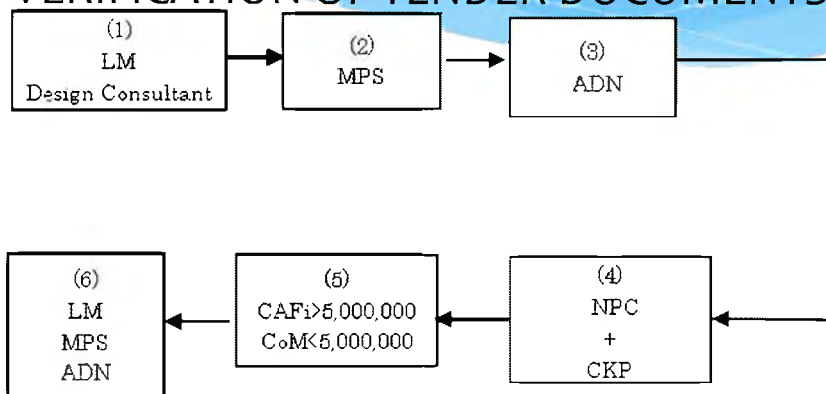 VERIFICATION OF TENDER DOCUMENTS
(1)
LM
Design Consultant
(2)
MPS
(3)
ADN
(4)
NPC
+
CKP
(5)
CAFi>5,000,000
CoM<5,000,000
(6)
LM
MPS
ADN